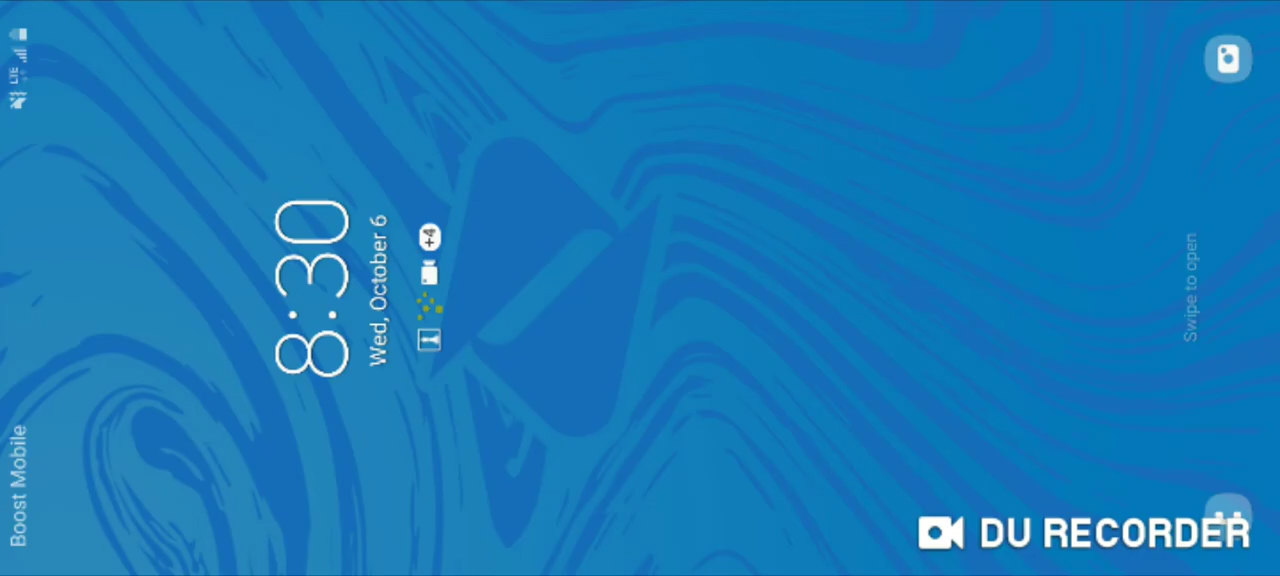 Boost Mobile
LTE
8:30
Wed, October 6
+4
Swipe to open
DU RECORDER